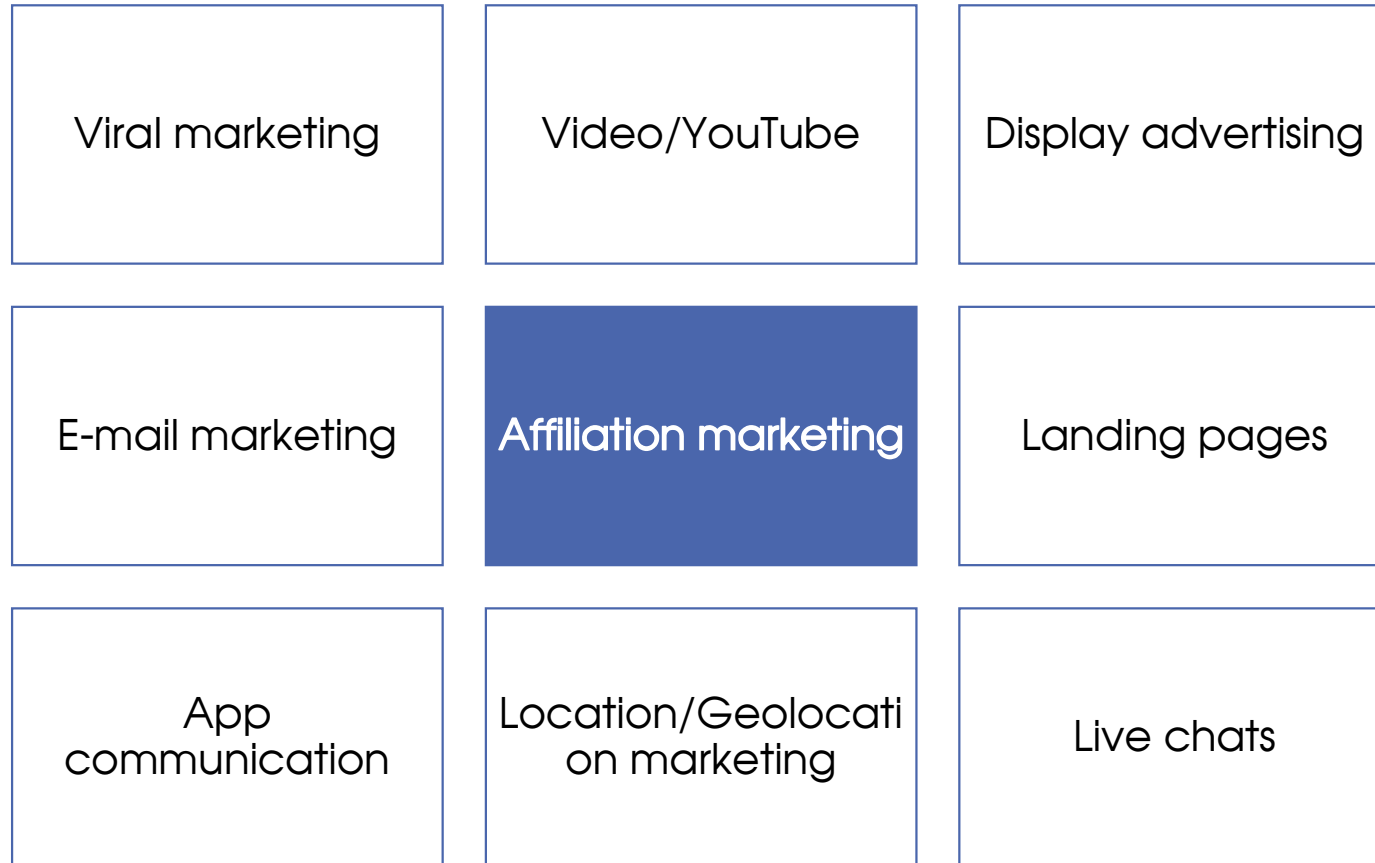 Viral marketing
Video/YouTube
Display advertising
E-mail marketing
Affiliation marketing
Landing pages
App
communication
Location/Geolocati
on marketing
Live chats